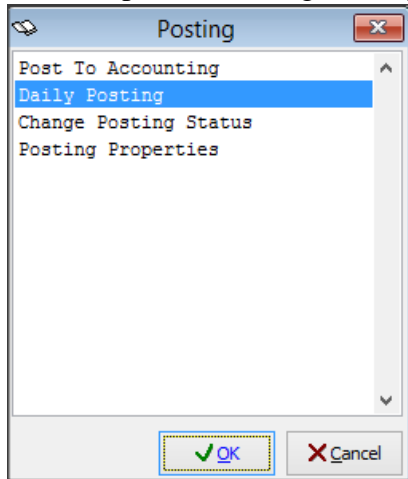 Posting
Post To Accounting
Daily Posting
Change Posting Status
Posting Properties
OK
Cancel